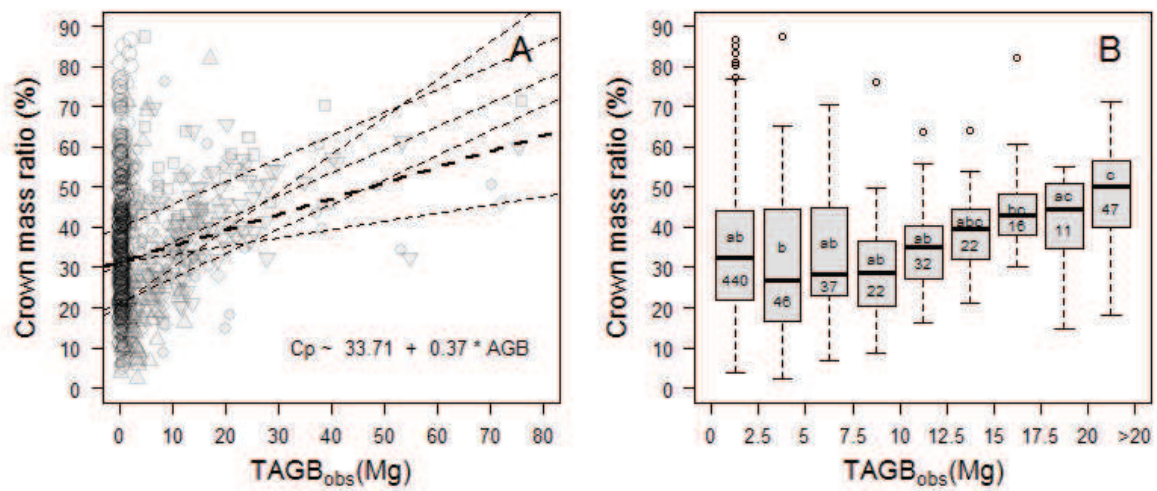 A
Crown mass ratio (%)
90
80
70
60
50
40
30
20
10
0
Cp ~ 33.71 + 0.37 * AGB
0 10 20 30 40 50 60 70 80
TAGBobs(Mg)
B
Crown mass ratio (%)
90
80
70
60
50
40
30
20
10
0
ab b ab ab ab abc bc ac c
440 46 37 22 32 22 16 11 47
0 2.5 5 7.5 10 12.5 15 17.5 20 >20
TAGBobs(Mg)